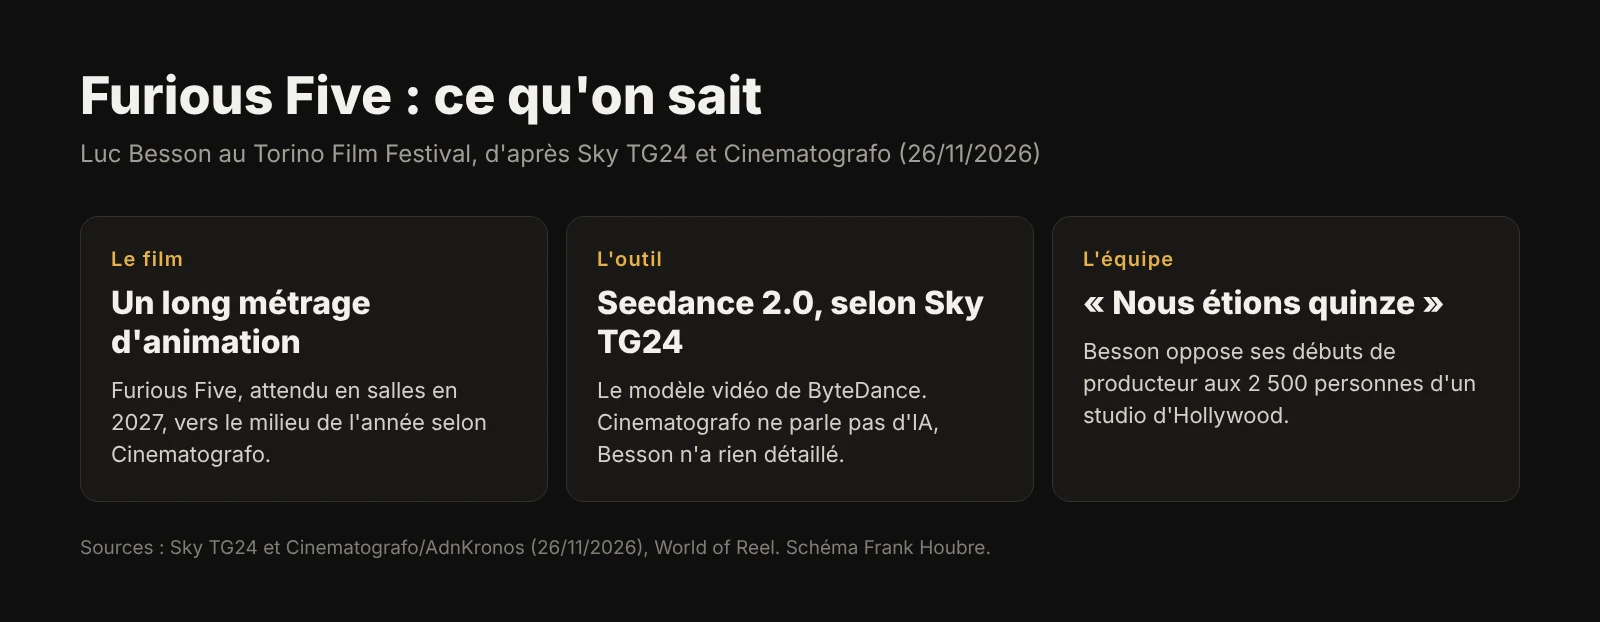 Furious Five : ce qu'on sait
Luc Besson au Torino Film Festival, d'après Sky TG24 et Cinematografo (26/11/2026)
Le film
Un long métrage
d'animation
Furious Five, attendu en salles en
2027, vers le milieu de l'année selon
Cinematografo.
L'outil
Seedance 2.0, selon Sky
TG24
Le modèle vidéo de ByteDance.
Cinematografo ne parle pas d'IA,
Besson n'a rien détaillé.
L'équipe
« Nous étions quinze »
Besson oppose ses débuts de
producteur aux 2 500 personnes d'un
studio d'Hollywood.
Sources : Sky TG24 et Cinematografo/AdnKronos (26/11/2026), World of Reel. Schéma Frank Houbre.